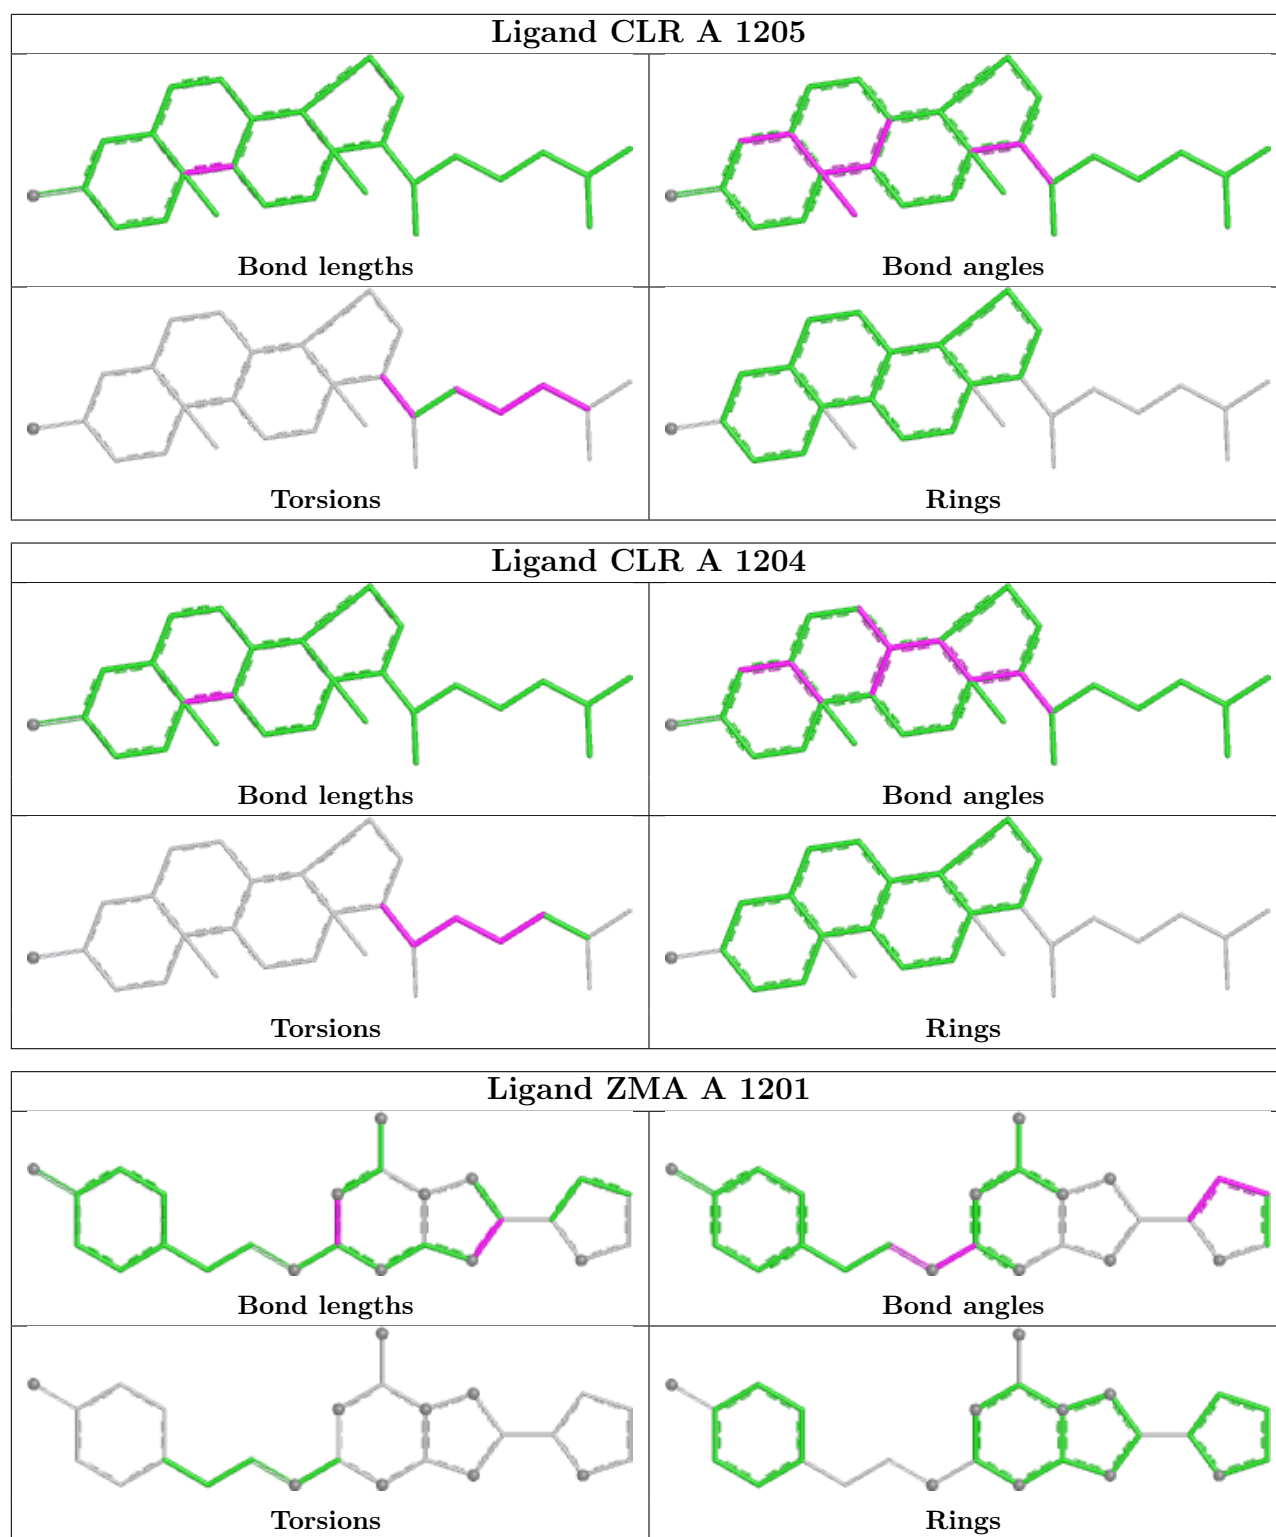 Ligand CLR A 1205
Bond lengths
Bond angles
Torsions
Rings
Ligand CLR A 1204
Bond lengths
Bond angles
Torsions
Rings
Ligand ZMA A 1201
Bond lengths
Bond angles
Torsions
Rings